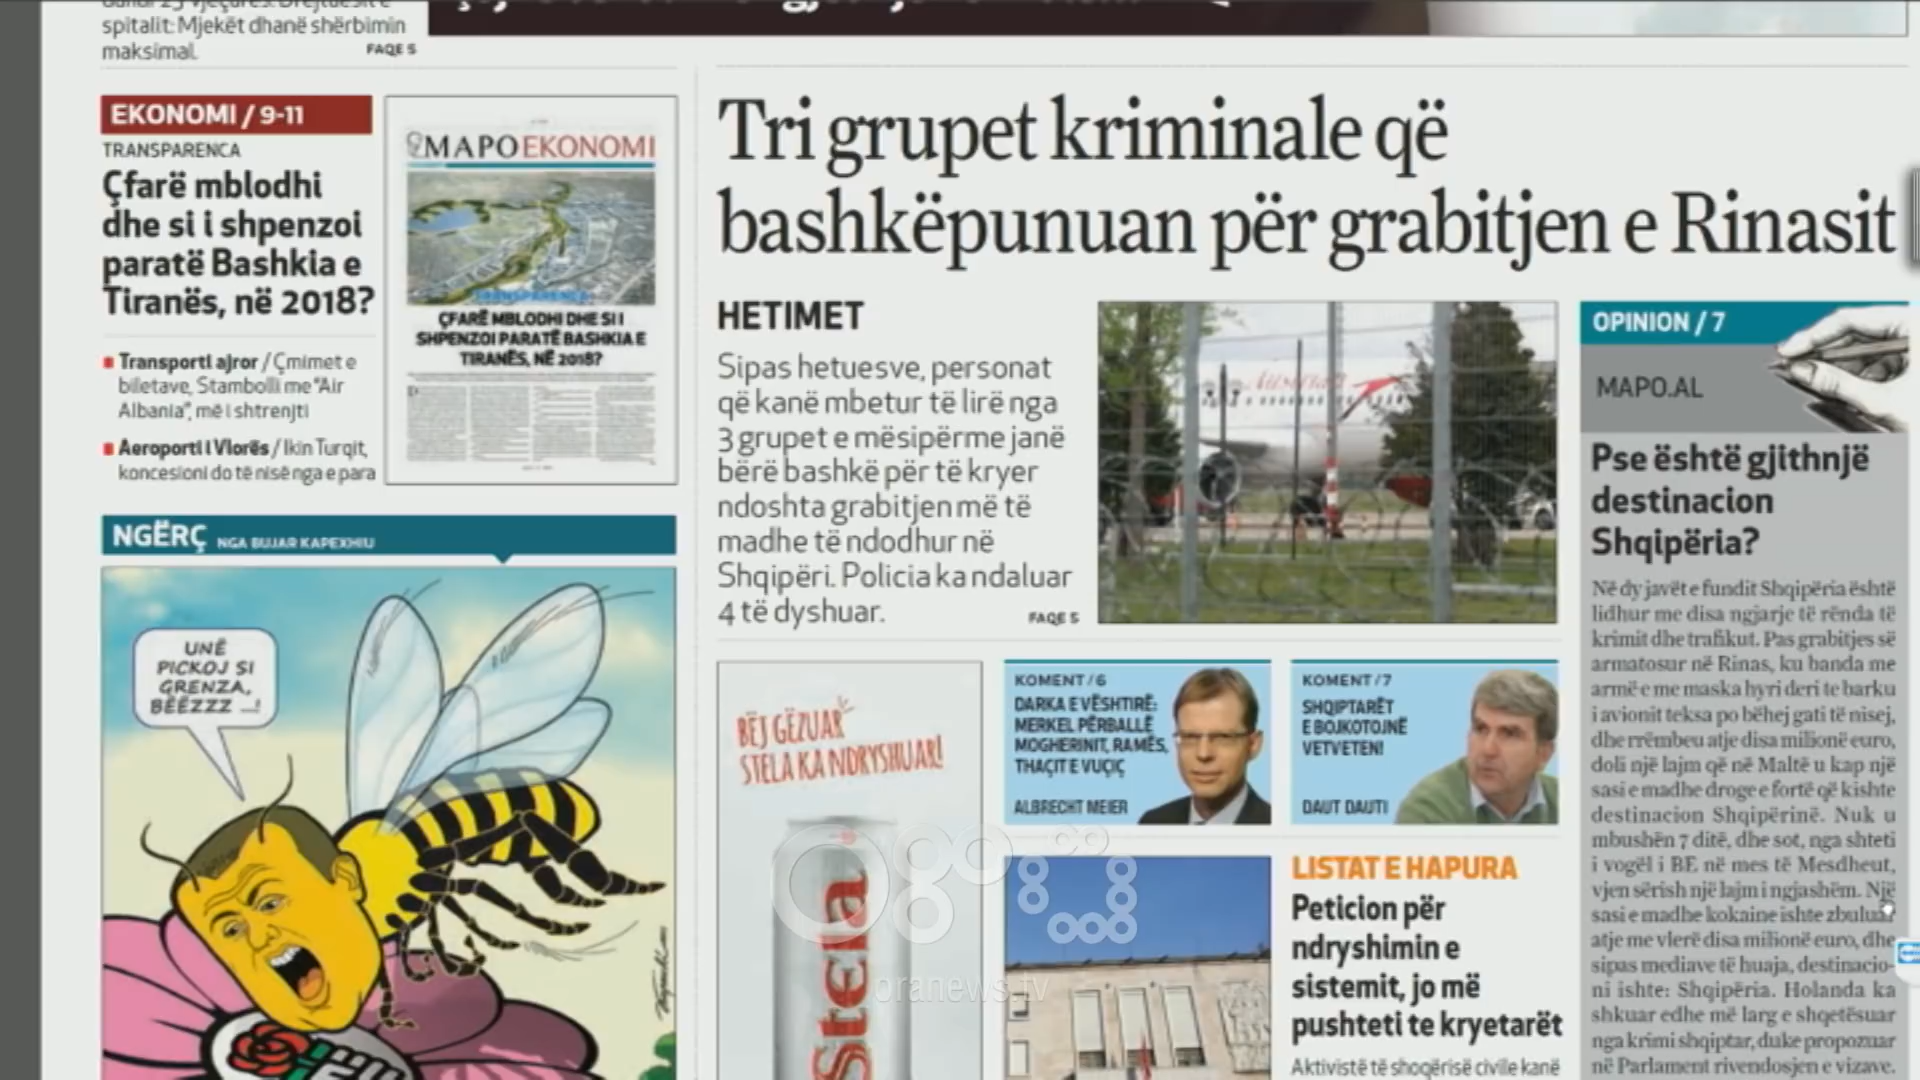 spitalit: Mjekët dhanë shërbimin
maksimal.
FAQE 5
EKONOMI / 9-11
TRANSPARENCA
Çfarë mblodhi
dhe si i shpenzoi
paratë Bashkia e
Tiranës, në 2018?
Transporti ajror / Çmimet e
biletave, Stambolli me "Air
Albania", më i shtrenjti
Aeroporti i Vlorës / Ikin Turqit,
koncesioni do të nisë nga e para
MAPOEKONOMI
TRANSPARENCA
ÇFARË MBLODHI DHE SI I
SHPENZOI PARATË BASHKIA E
TIRANËS, NË 2018?
NGËRÇ NGA BUJAR KAPEXHIU
UNË
PICKOJ SI
GRENZA,
BËËZZZ ...!
Tri grupet kriminale që
bashkëpunuan për grabitjen e Rinasit
HETIMET
Sipas hetuesve, personat
që kanë mbetur të lirë nga
3 grupet e mësipërme janë
bërë bashkë për të kryer
ndoshta grabitjen më të
madhe të ndodhur në
Shqipëri. Policia ka ndaluar
4 të dyshuar.
FAQE 5
Austrian
BËJ GËZUAR
STELA KA NDRYSHUAR!
Stela
KOMENT / 6
DARKA E VËSHTIRË:
MERKEL PËRBALLË
MOGHERINIT, RAMËS,
THAÇIT E VUÇIÇ
ALBRECHT MEIER
KOMENT / 7
SHQIPTARËT
E BOJKOTOJNË
VETVETEN!
DAUT DAUTI
LISTAT E HAPURA
Peticion për
ndryshimin e
sistemit, jo më
pushteti te kryetarët
Aktivistë të shoqërisë civile kanë
OPINION / 7
MAPO.AL
Pse është gjithnjë
destinacion
Shqipëria?
Në dy javët e fundit Shqipëria është
lidhur me disa ngjarje të rënda të
krimit dhe trafikut. Pas grabitjes së
armatosur në Rinas, ku banda me
armë e me maska hyri deri te barku
i avionit teksa po bëhej gati të nisej,
dhe rrëmbeu atje disa milionë euro,
doli një lajm që në Maltë u kap një
sasi e madhe droge e fortë që kishte
destinacion Shqipërinë. Nuk u
mbushën 7 ditë, dhe sot, nga shteti
i vogël i BE në mes të Mesdheut,
vjen sërish një lajm i ngjashëm. Një
sasi e madhe kokaine ishte zbuluar
atje me vlerë disa milionë euro, dhe
sipas mediave të huaja, destinacio-
ni ishte: Shqipëria. Holanda ka
shkuar edhe më larg e shqetësuar
nga krimi shqiptar, duke propozuar
në Parlament rivendosjen e vizave.
oranews.tv